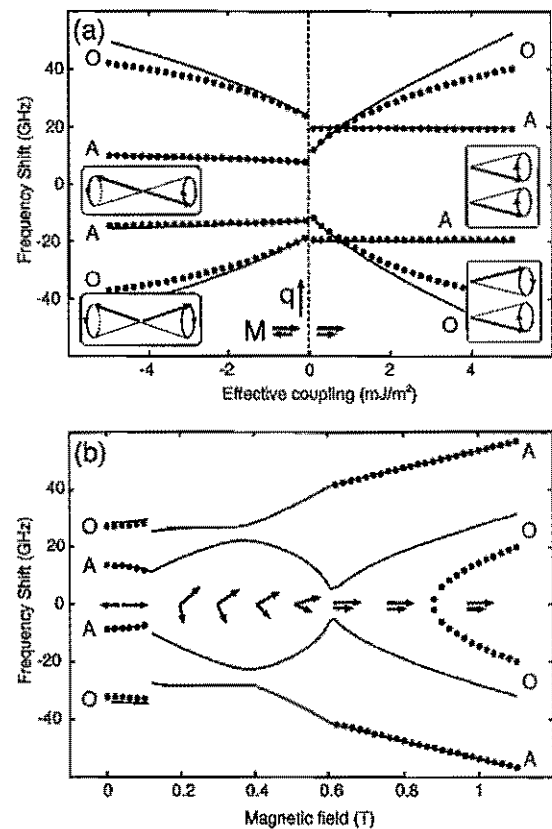 (a)
O
O
A
A
A
A
O
O
q
M
40
20
0
-20
-40
Frequency Shift (GHz)
-4
-2
0
2
4
Effective coupling (mJ/m²)
(b)
A
O
O
A
A
O
O
A
40
20
0
-20
-40
Frequency Shift (GHz)
0
0.2
0.4
0.6
0.8
1
Magnetic field (T)